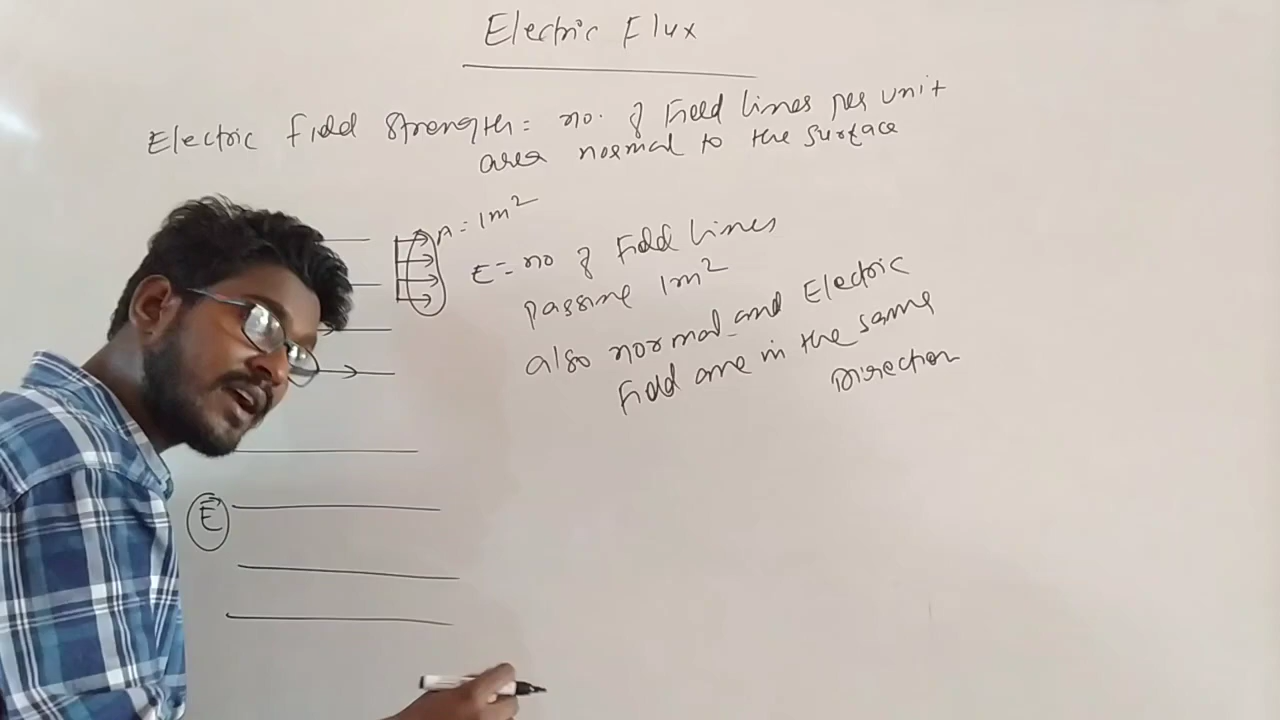 Electric Flux
Electric field strength = no. of Field lines per unit
area normal to the surface
A = 1m²
E = no of Field lines
passing 1m²
also normal and Electric
Field are in the same
Direction
E